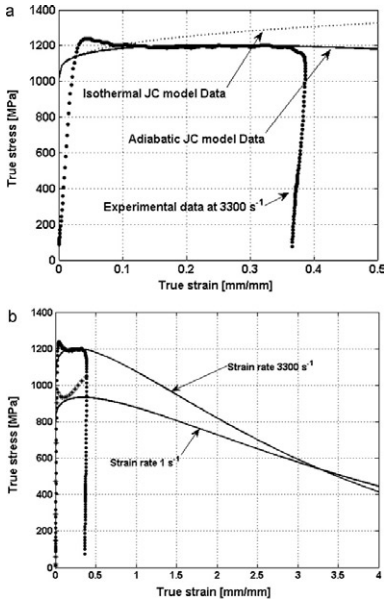 a
1400
1200
1000
800
600
400
200
0
True stress [MPa]
Isothermal JC model Data
Adiabatic JC model Data
Experimental data at 3300 s⁻¹
0 0.1 0.2 0.3 0.4 0.5
True strain [mm/mm]
b
1400
1200
1000
800
600
400
200
0
True stress [MPa]
Strain rate 3300 s⁻¹
Strain rate 1 s⁻¹
0 0.5 1 1.5 2 2.5 3 3.5 4
True strain [mm/mm]